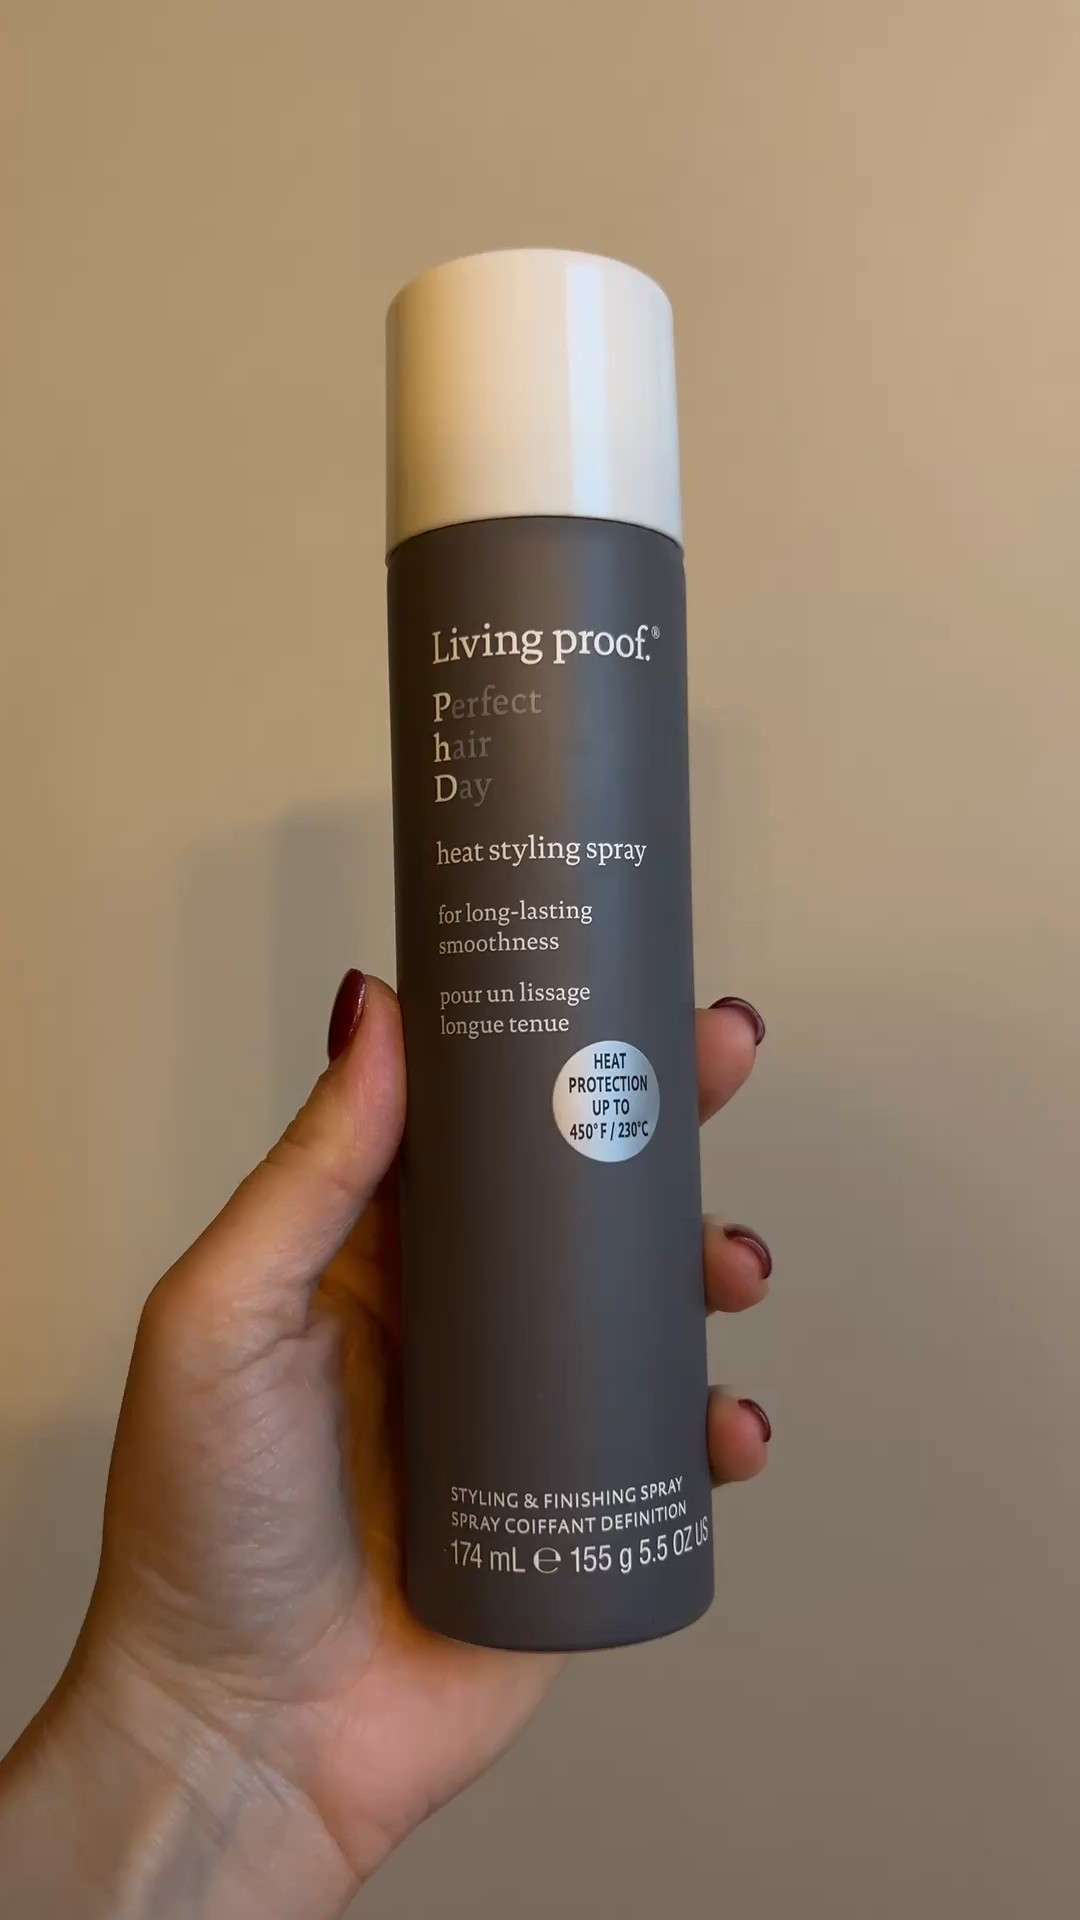 Living proof.®
Perfect
hair
Day
heat styling spray
for long-lasting
smoothness
pour un lissage
longue tenue
HEAT
PROTECTION
UP TO
450°F / 230°C
STYLING & FINISHING SPRAY
SPRAY COIFFANT DEFINITION
174 mL ℮ 155 g 5.5 OZ US